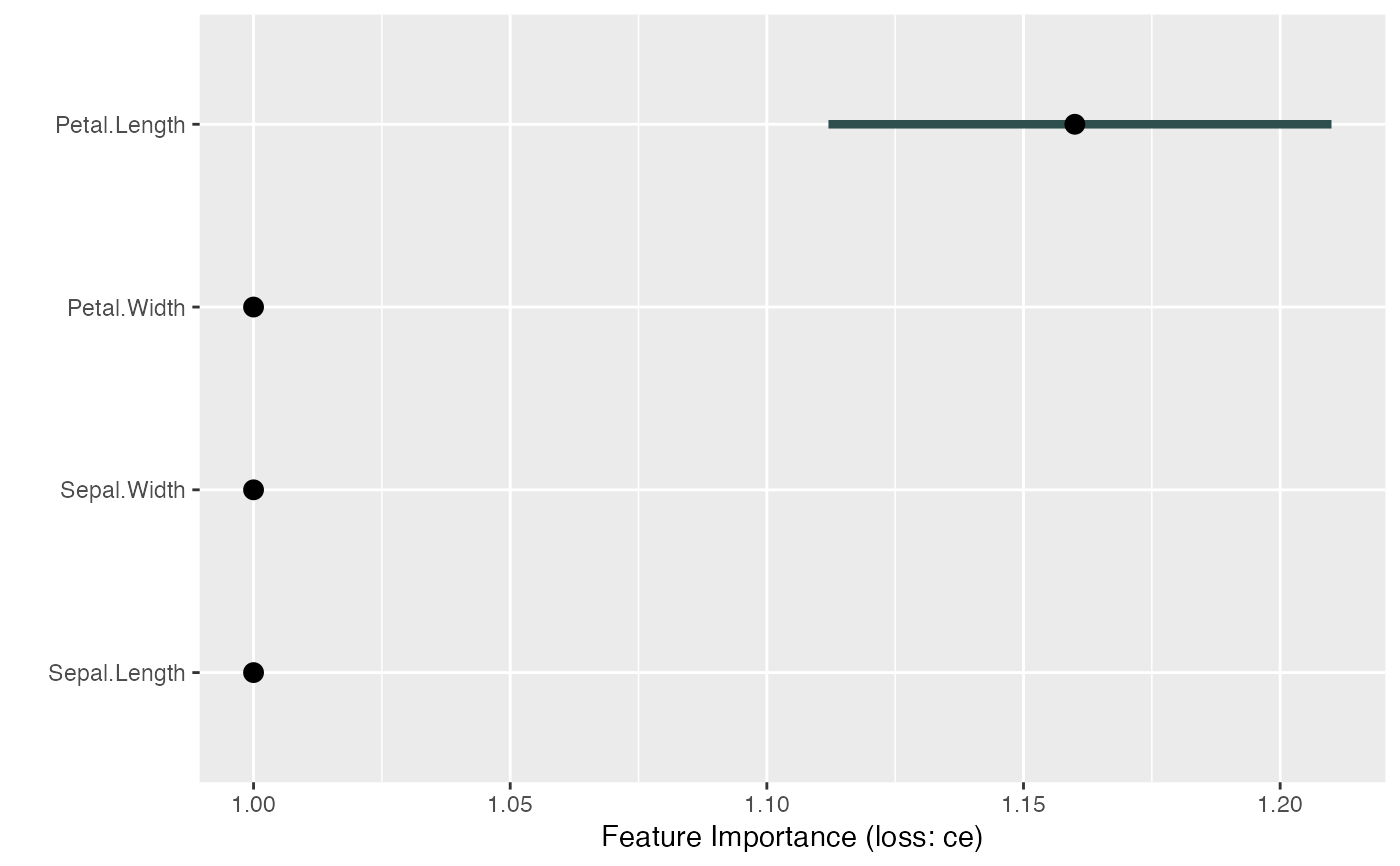 Petal.Length
Petal.Width
Sepal.Width
Sepal.Length
1.00 1.05 1.10 1.15 1.20
Feature Importance (loss: ce)